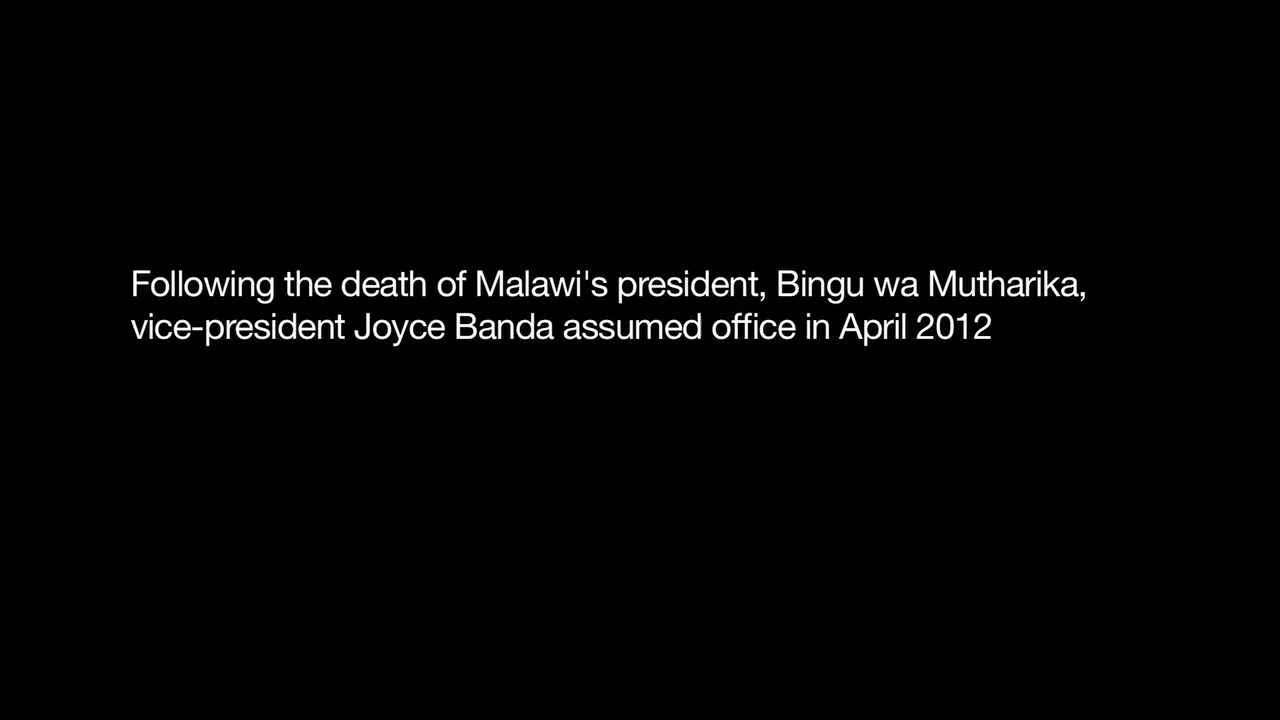 Following the death of Malawi's president, Bingu wa Mutharika,
vice-president Joyce Banda assumed office in April 2012